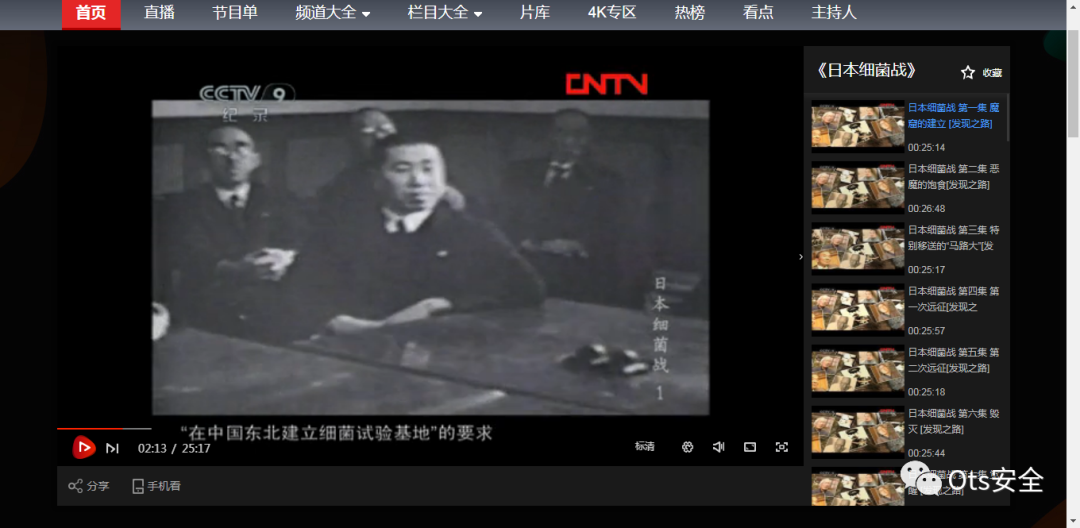 首页 直播 节目单 频道大全 栏目大全 片库 4K专区 热榜 看点 主持人
CCTV 9
纪录
CNTV
日本细菌战 1
“在中国东北建立细菌试验基地”的要求
02:13 / 25:17
标清
分享 手机看
《日本细菌战》 收藏
日本细菌战 第一集 魔
窟的建立 [发现之路]
00:25:14
日本细菌战 第二集 恶
魔的饱食[发现之路]
00:26:48
日本细菌战 第三集 特
别移送的“马路大”[发
00:25:17
日本细菌战 第四集 第
一次远征[发现之
00:25:57
日本细菌战 第五集 第
二次远征[发现之路]
00:25:18
日本细菌战 第六集 毁
灭 [发现之路]
00:25:44
Ots安全